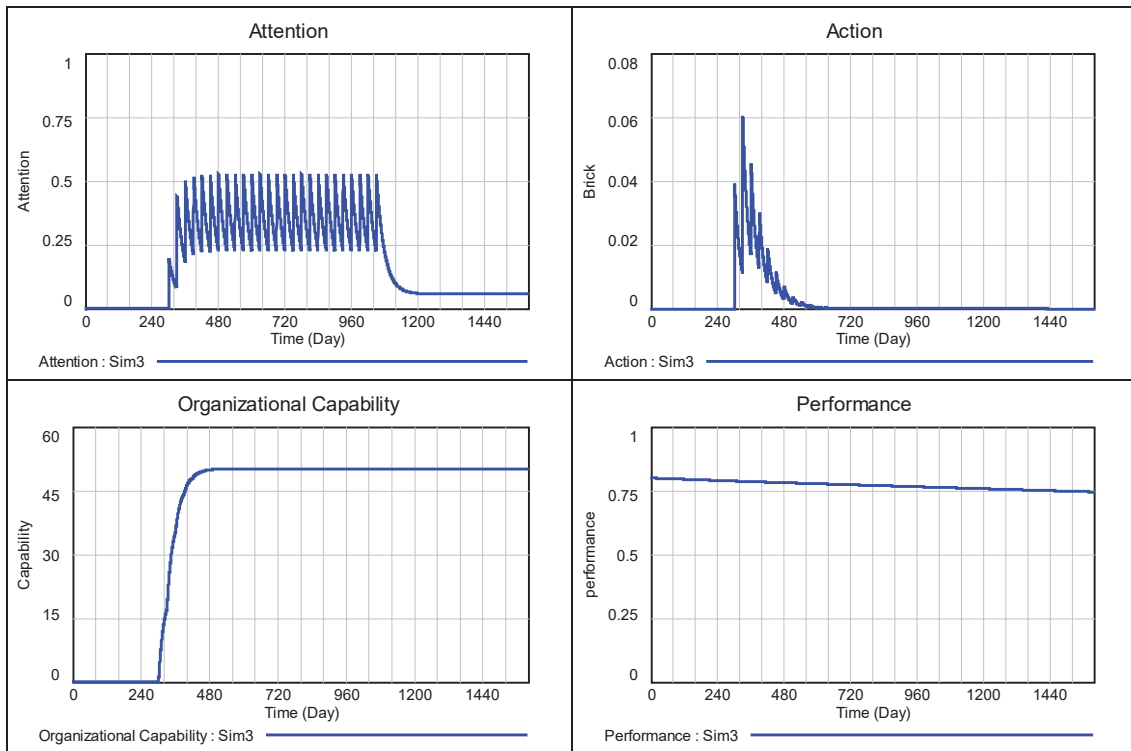 Attention
1
0.75
0.5
0.25
0
Attention
0 240 480 720 960 1200 1440
Time (Day)
Attention : Sim3
Action
0.08
0.06
0.04
0.02
0
Brick
0 240 480 720 960 1200 1440
Time (Day)
Action : Sim3
Organizational Capability
60
45
30
15
0
Capability
0 240 480 720 960 1200 1440
Time (Day)
Organizational Capability : Sim3
Performance
1
0.75
0.5
0.25
0
performance
0 240 480 720 960 1200 1440
Time (Day)
Performance : Sim3